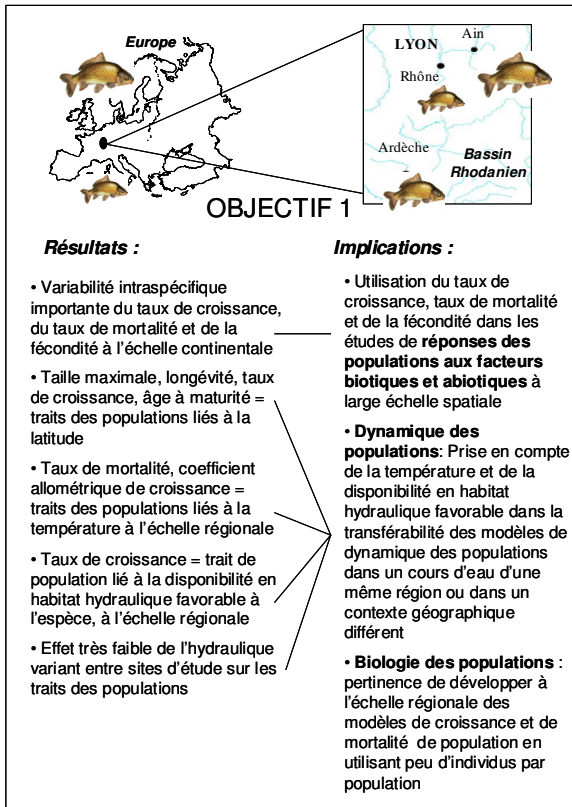 Europe
Ain
LYON
Rhône
Ardèche
Bassin
Rhodanien
OBJECTIF 1
Résultats :
• Variabilité intraspécifique
importante du taux de croissance,
du taux de mortalité et de la
fécondité à l'échelle continentale
• Taille maximale, longévité, taux
de croissance, âge à maturité =
traits des populations liés à la
latitude
• Taux de mortalité, coefficient
allométrique de croissance =
traits des populations liés à la
température à l'échelle régionale
• Taux de croissance = trait de
population lié à la disponibilité en
habitat hydraulique favorable à
l'espèce, à l'échelle régionale
• Effet très faible de l'hydraulique
variant entre sites d'étude sur les
traits des populations
Implications :
• Utilisation du taux de
croissance, taux de mortalité
et de la fécondité dans les
études de réponses des
populations aux facteurs
biotiques et abiotiques à
large échelle spatiale
• Dynamique des
populations: Prise en compte
de la température et de la
disponibilité en habitat
hydraulique favorable dans la
transférabilité des modèles de
dynamique des populations
dans un cours d'eau d'une
même région ou dans un
contexte géographique
différent
• Biologie des populations :
pertinence de développer à
l'échelle régionale des
modèles de croissance et de
mortalité de population en
utilisant peu d'individus par
population